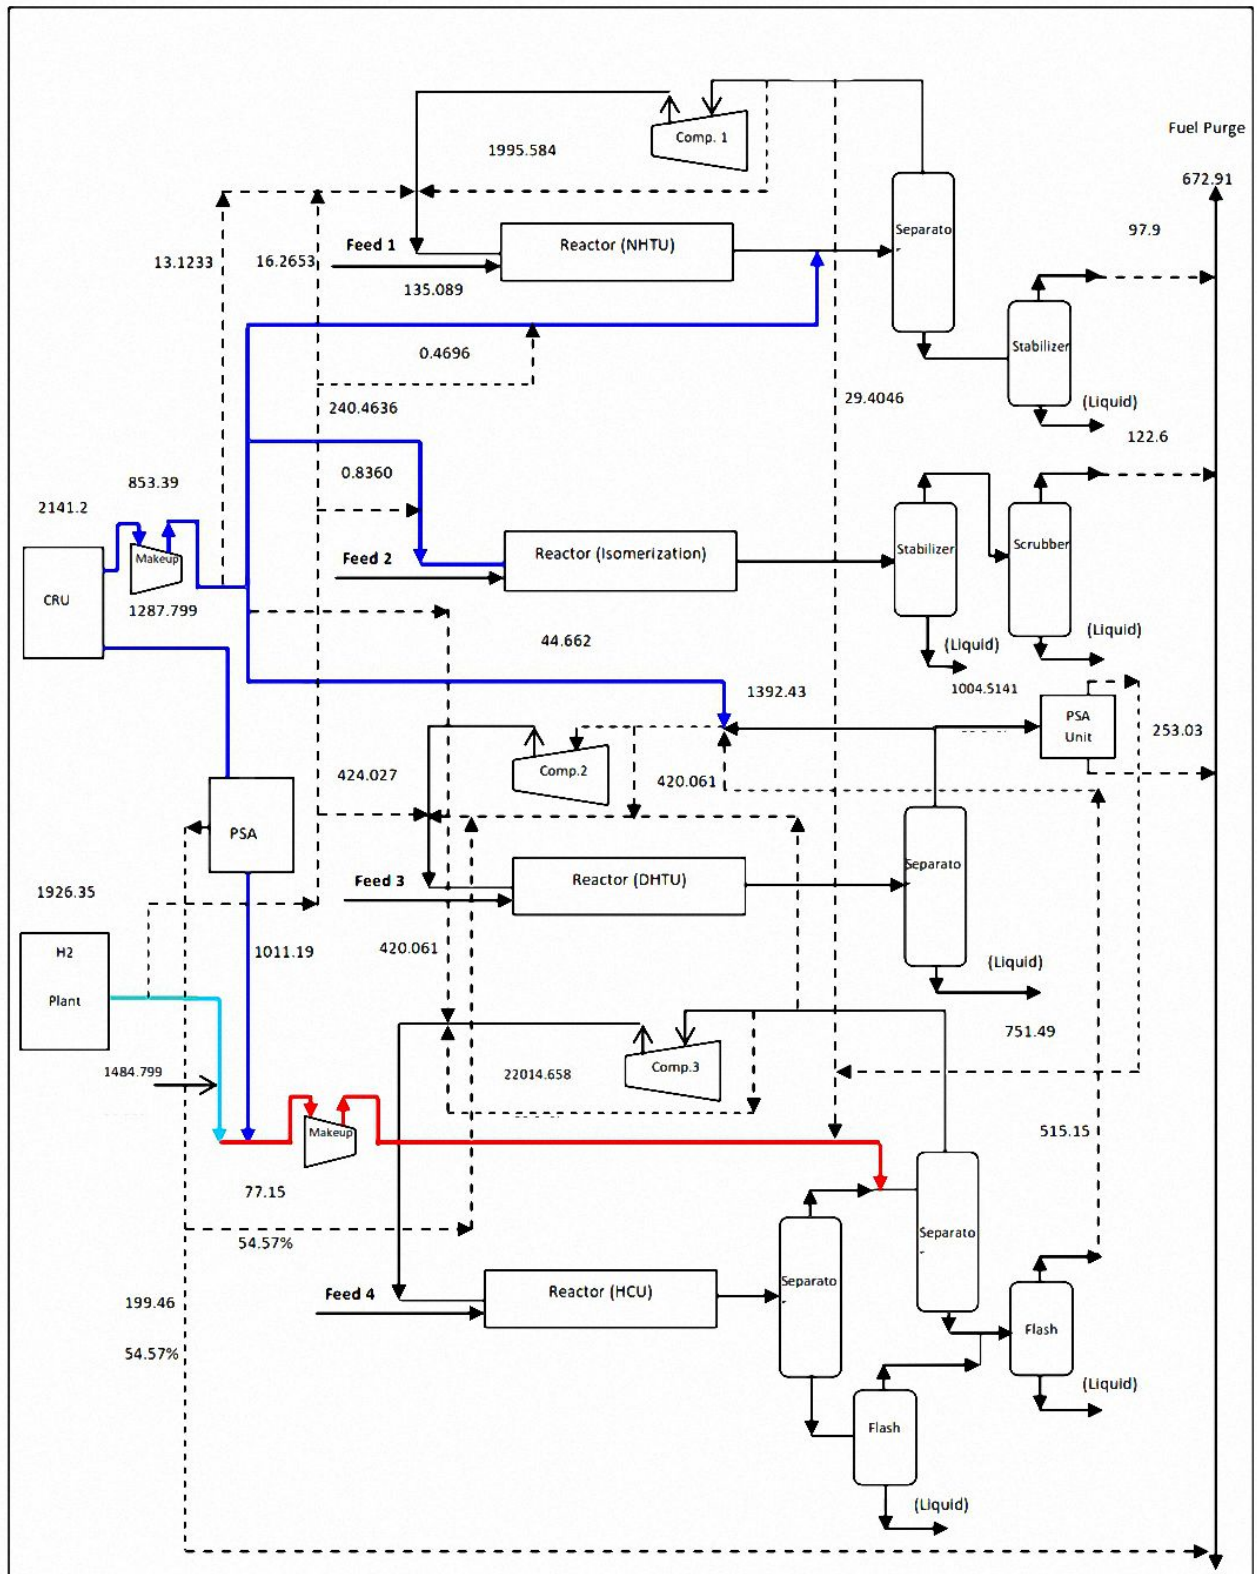 Fuel Purge
672.91
Comp. 1
1995.584
97.9
Separato
r
Feed 1
Reactor (NHTU)
13.1233
16.2653
135.089
Stabilizer
0.4696
29.4046
240.4636
(Liquid)
122.6
0.8360
853.39
2141.2
Makeup
Feed 2
Reactor (Isomerization)
Stabilizer
Scrubber
CRU
1287.799
44.662
(Liquid)
(Liquid)
1392.43
1004.5141
PSA
Unit
253.03
Comp.2
424.027
420.061
PSA
Separato
Feed 3
Reactor (DHTU)
1926.35
H2
Plant
1011.19
420.061
(Liquid)
751.49
1484.799
22014.658
Comp.3
Makeup
515.15
77.15
54.57%
Separato
r
Feed 4
Reactor (HCU)
Separato
r
199.46
Flash
54.57%
(Liquid)
Flash
(Liquid)